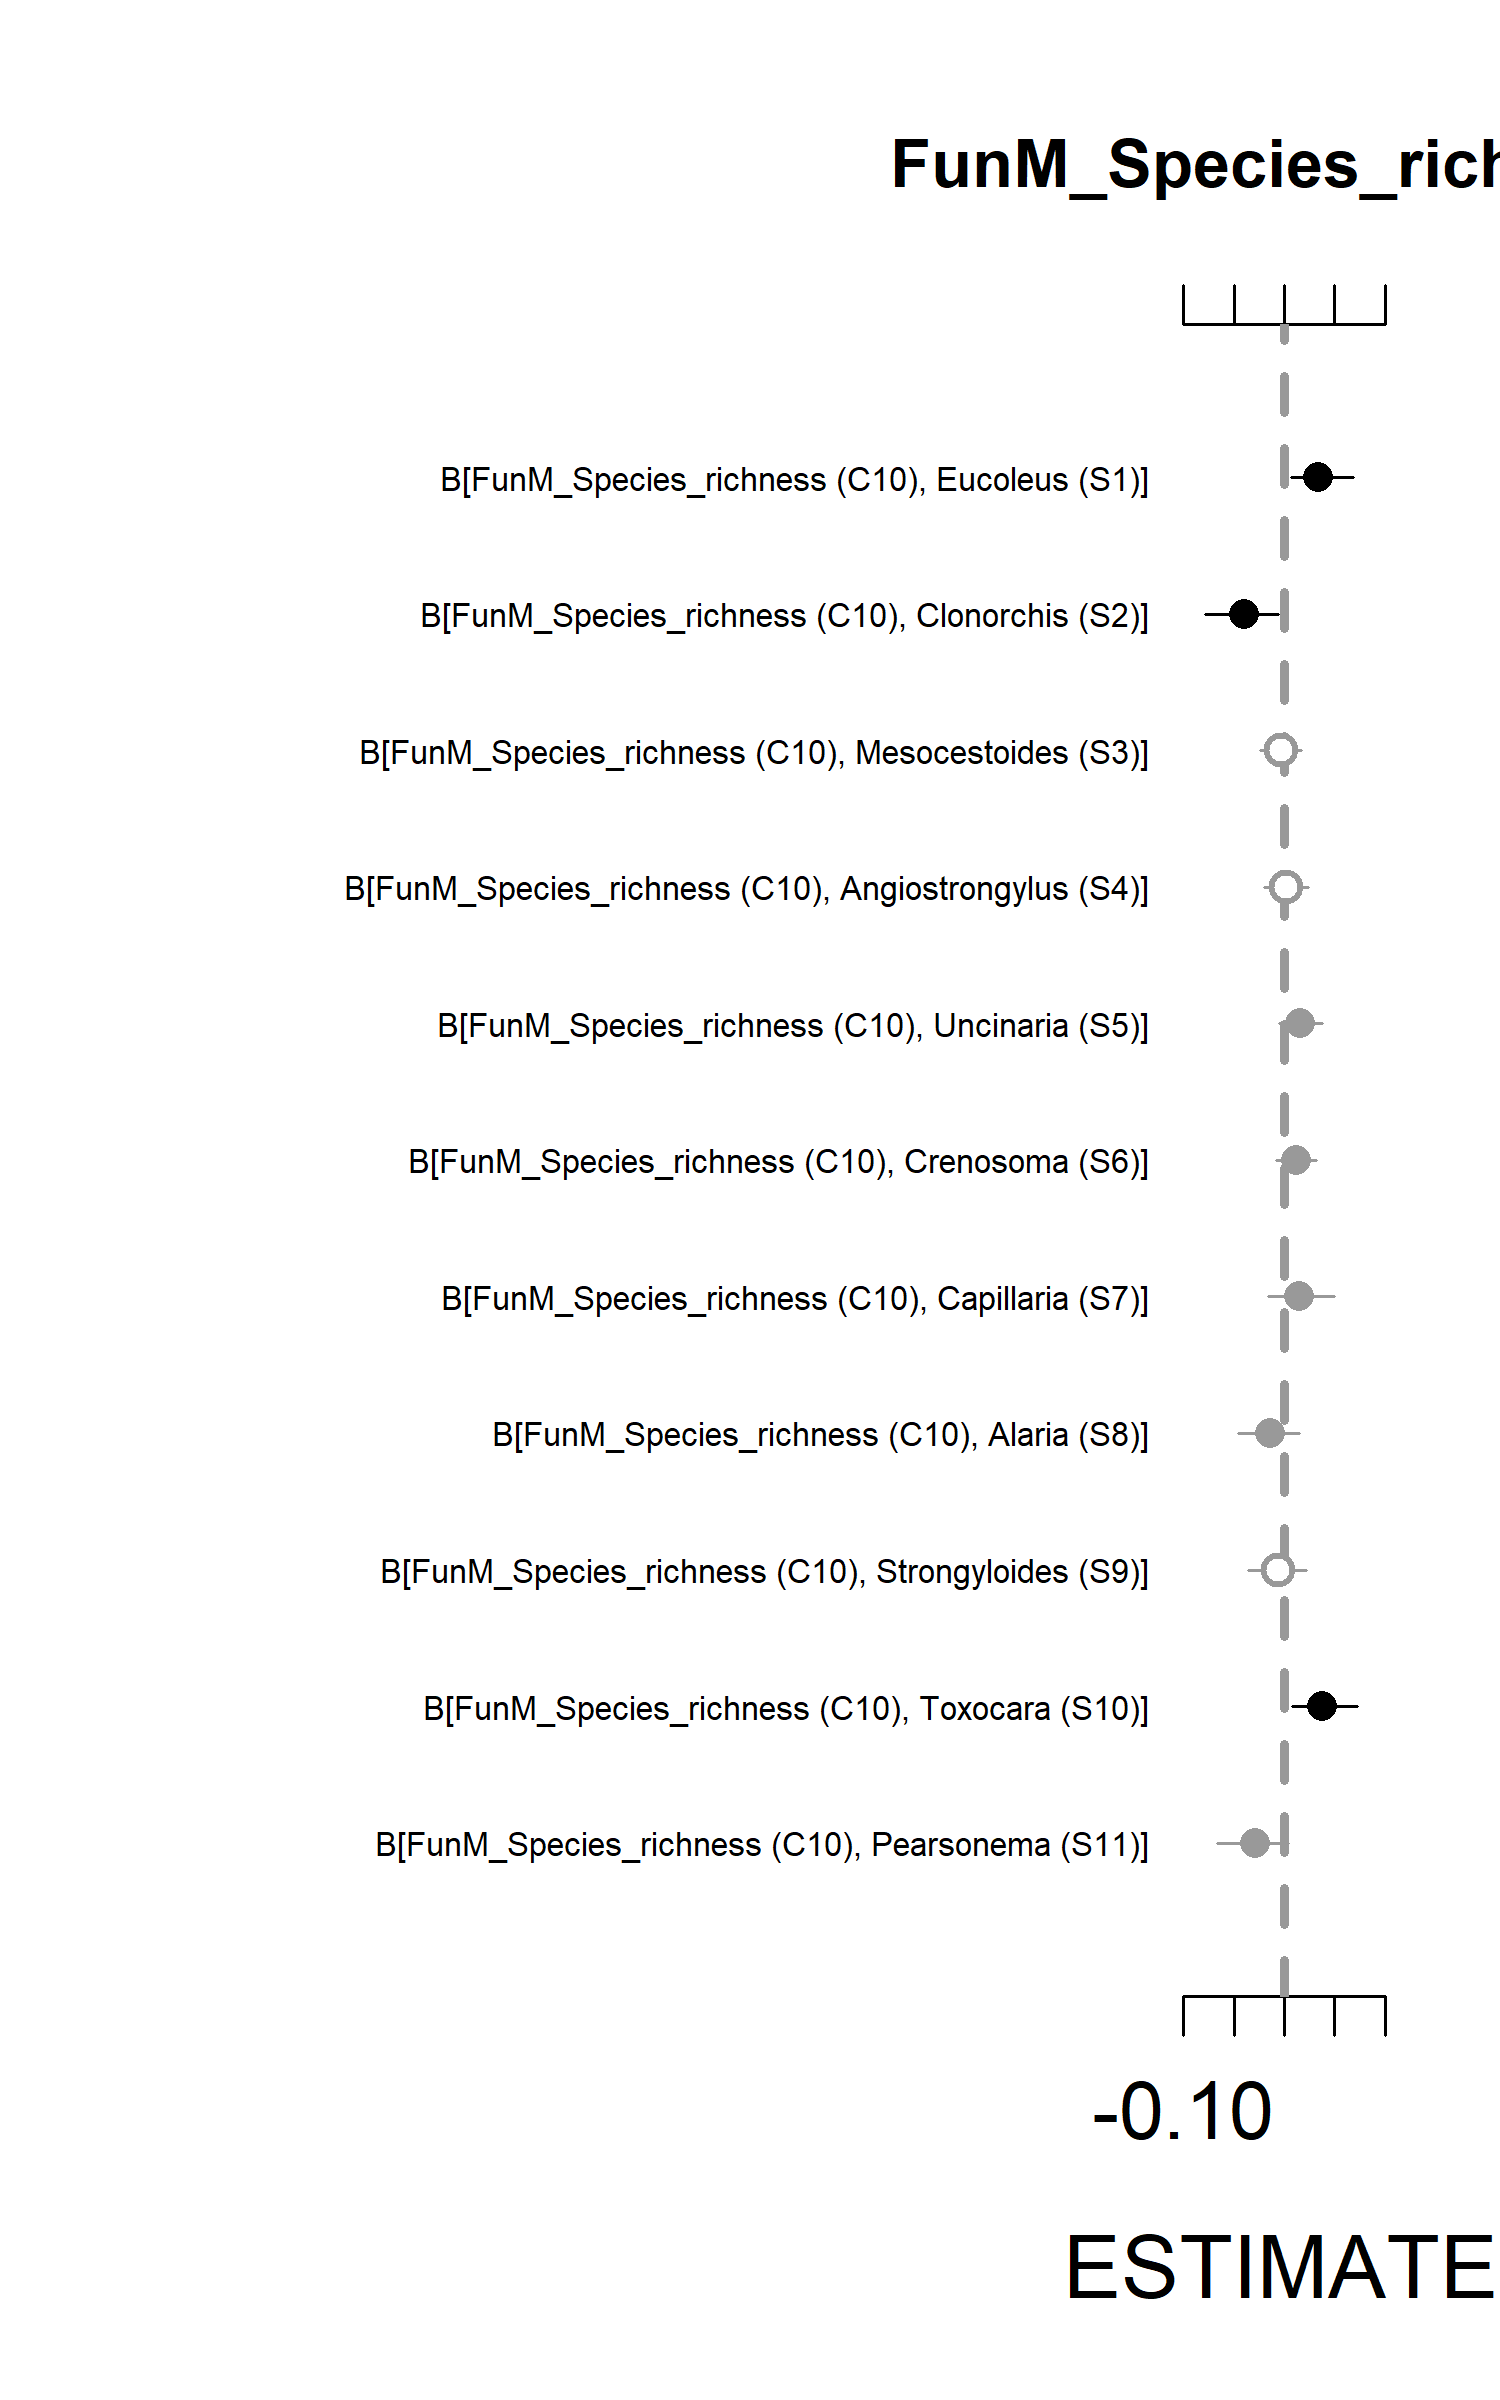 FunM_Species_rich
B[FunM_Species_richness (C10), Eucoleus (S1)]
B[FunM_Species_richness (C10), Clonorchis (S2)]
B[FunM_Species_richness (C10), Mesocestoides (S3)]
B[FunM_Species_richness (C10), Angiostrongylus (S4)]
B[FunM_Species_richness (C10), Uncinaria (S5)]
B[FunM_Species_richness (C10), Crenosoma (S6)]
B[FunM_Species_richness (C10), Capillaria (S7)]
B[FunM_Species_richness (C10), Alaria (S8)]
B[FunM_Species_richness (C10), Strongyloides (S9)]
B[FunM_Species_richness (C10), Toxocara (S10)]
B[FunM_Species_richness (C10), Pearsonema (S11)]
-0.10
ESTIMATE